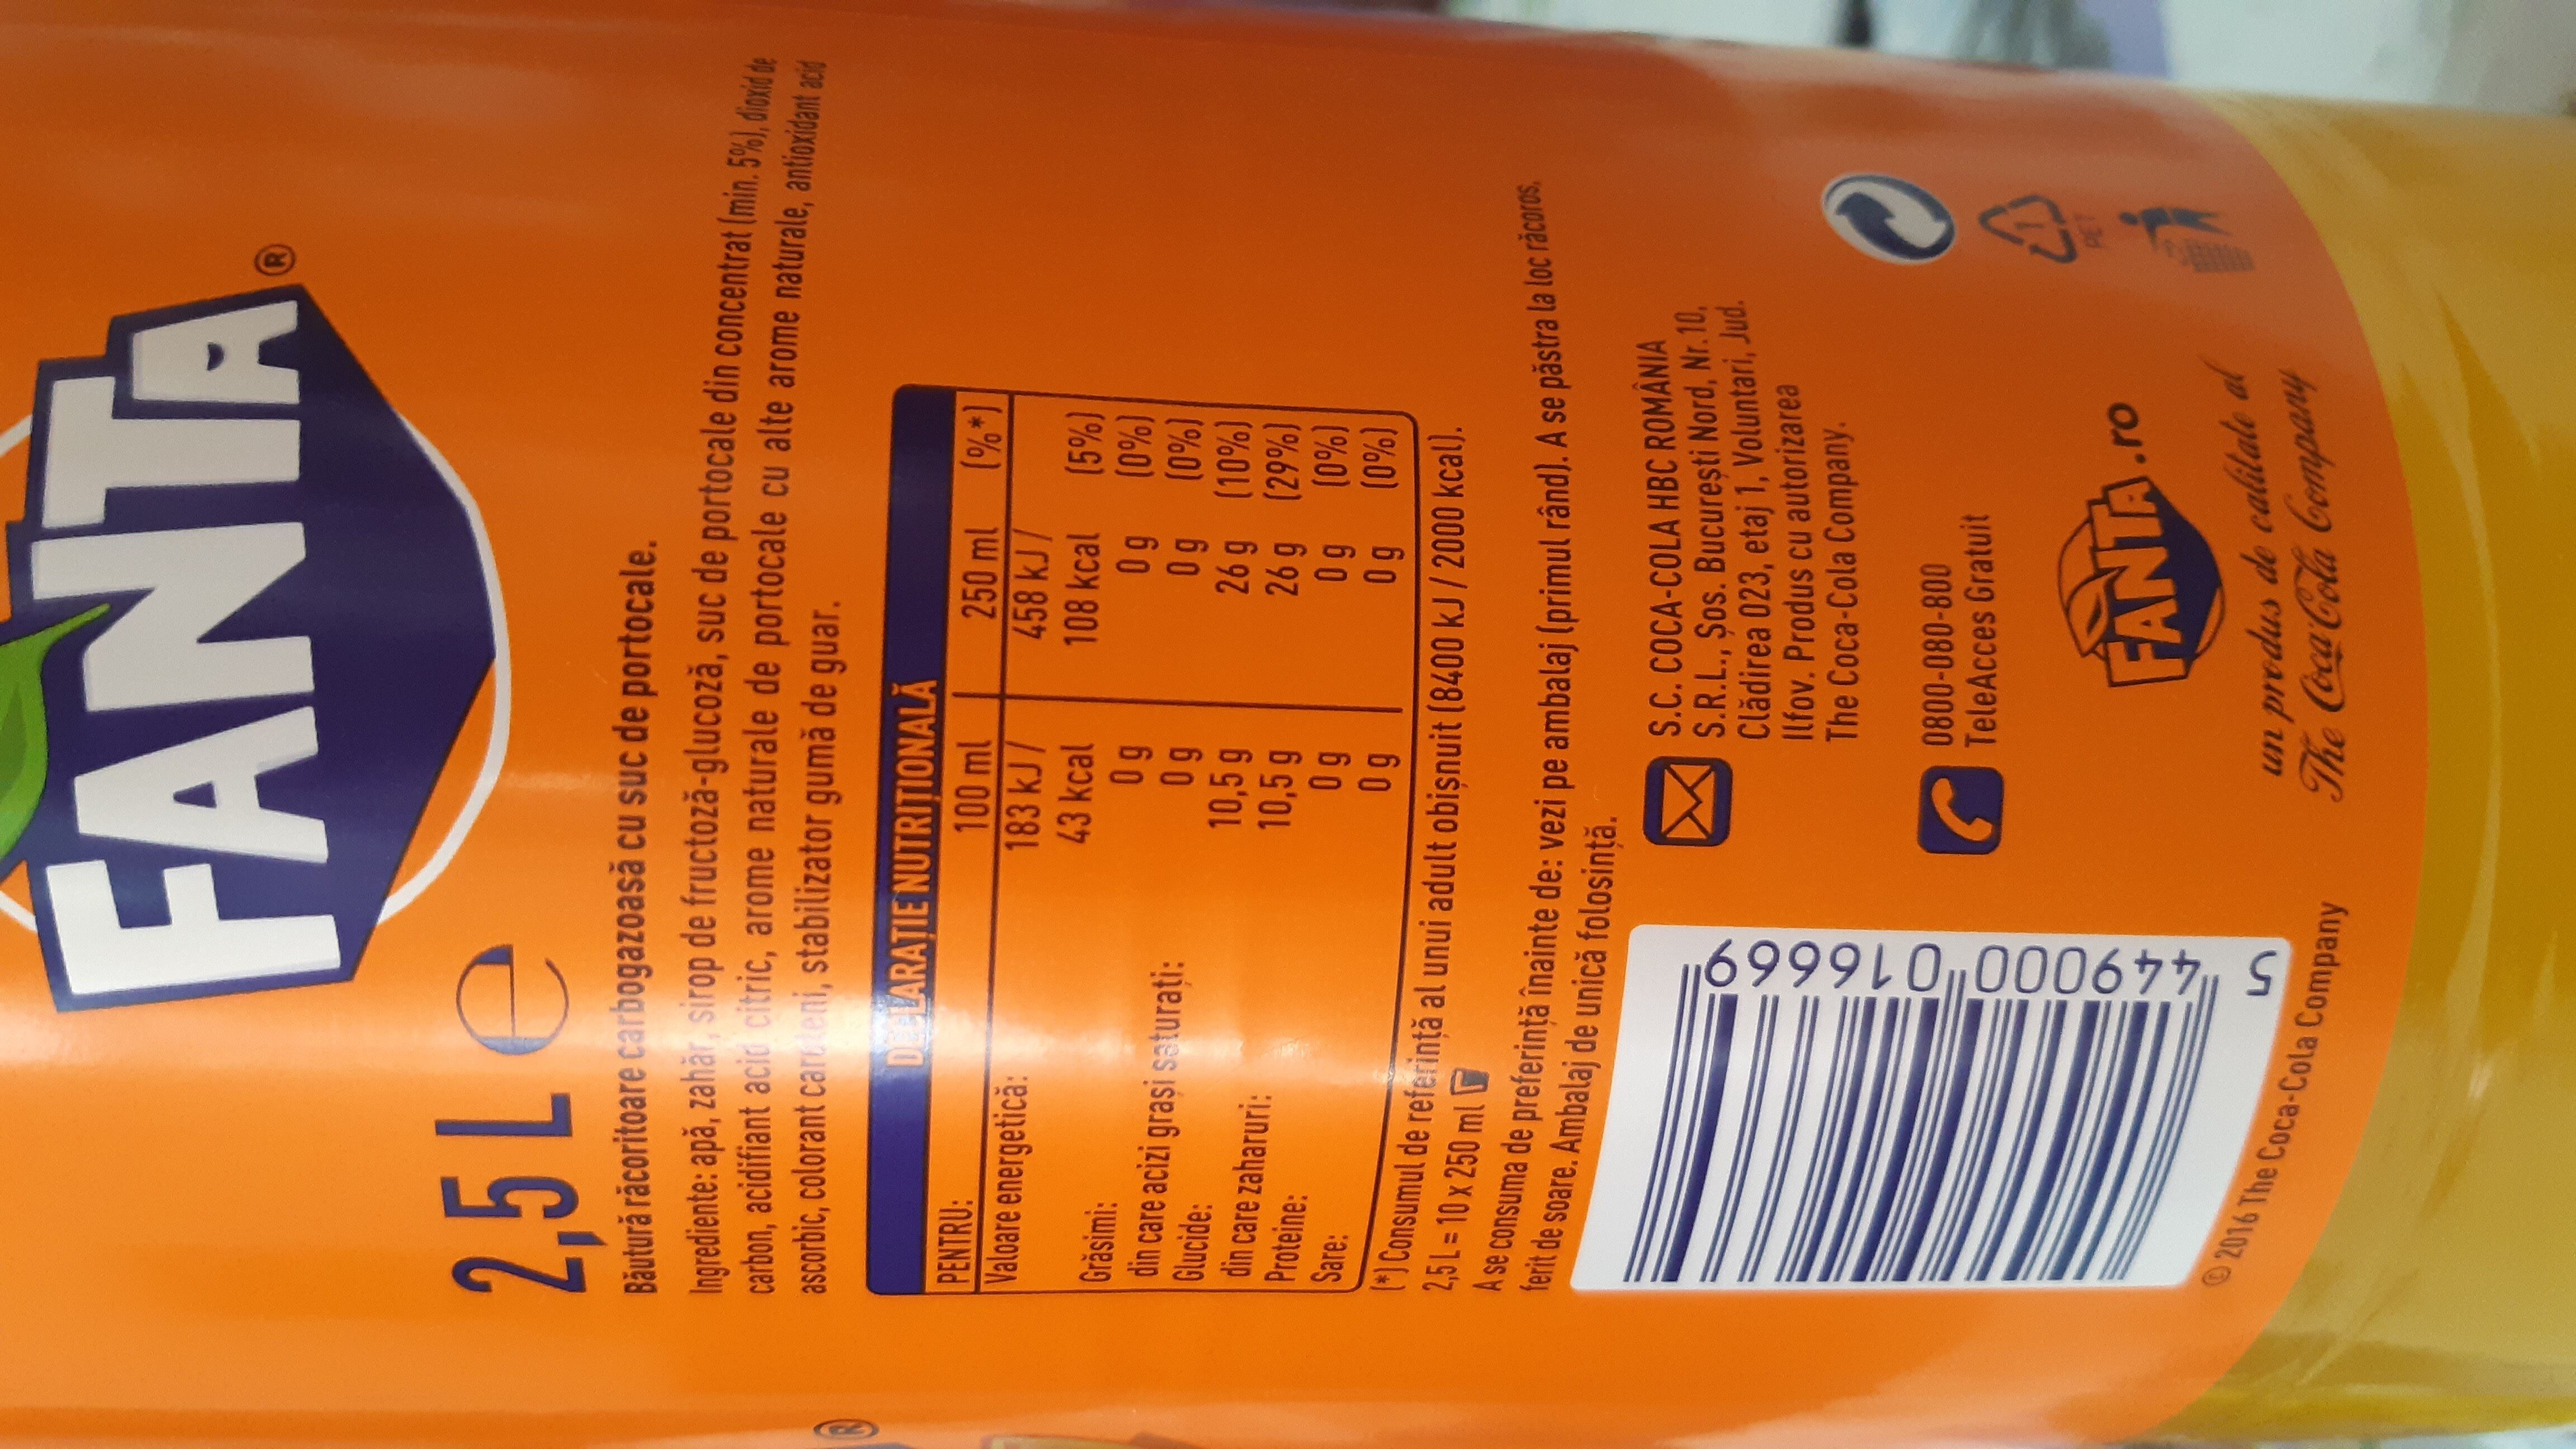 FANTA®
2,5 L e
Băutură răcoritoare carbogazoasă cu suc de portocale.
Ingrediente: apă, zahăr, sirop de fructoză-glucoză, suc de portocale din concentrat (min. 5%), dioxid de
carbon, acidifiant acid citric, arome naturale de portocale cu alte arome naturale, antioxidant acid
ascorbic, colorant caroteni, stabilizator gumă de guar.
DECLARAȚIE NUTRIȚIONALĂ
PENTRU: 100 ml 250 ml (%*)
Valoare energetică: 183 kJ / 458 kJ /
43 kcal 108 kcal (5%)
Grăsimi: 0 g 0 g (0%)
din care acizi grași saturați: 0 g 0 g (0%)
Glucide: 10,5 g 26 g (10%)
din care zaharuri: 10,5 g 26 g (29%)
Proteine: 0 g 0 g (0%)
Sare: 0 g 0 g (0%)
(*) Consumul de referință al unui adult obișnuit (8400 kJ / 2000 kcal).
2,5 L = 10 x 250 ml
A se consuma de preferință înainte de: vezi pe ambalaj (primul rând). A se păstra la loc răcoros,
ferit de soare. Ambalaj de unică folosință.
S.C. COCA-COLA HBC ROMÂNIA
S.R.L., Șos. București Nord, Nr.10,
Clădirea 023, etaj 1, Voluntari, Jud.
Ilfov. Produs cu autorizarea
The Coca-Cola Company.
0800-080-800
TeleAcces Gratuit
1
PET
FANTA.ro
un produs de calitate al
The Coca-Cola Company
5 449000 016669
© 2016 The Coca-Cola Company
®